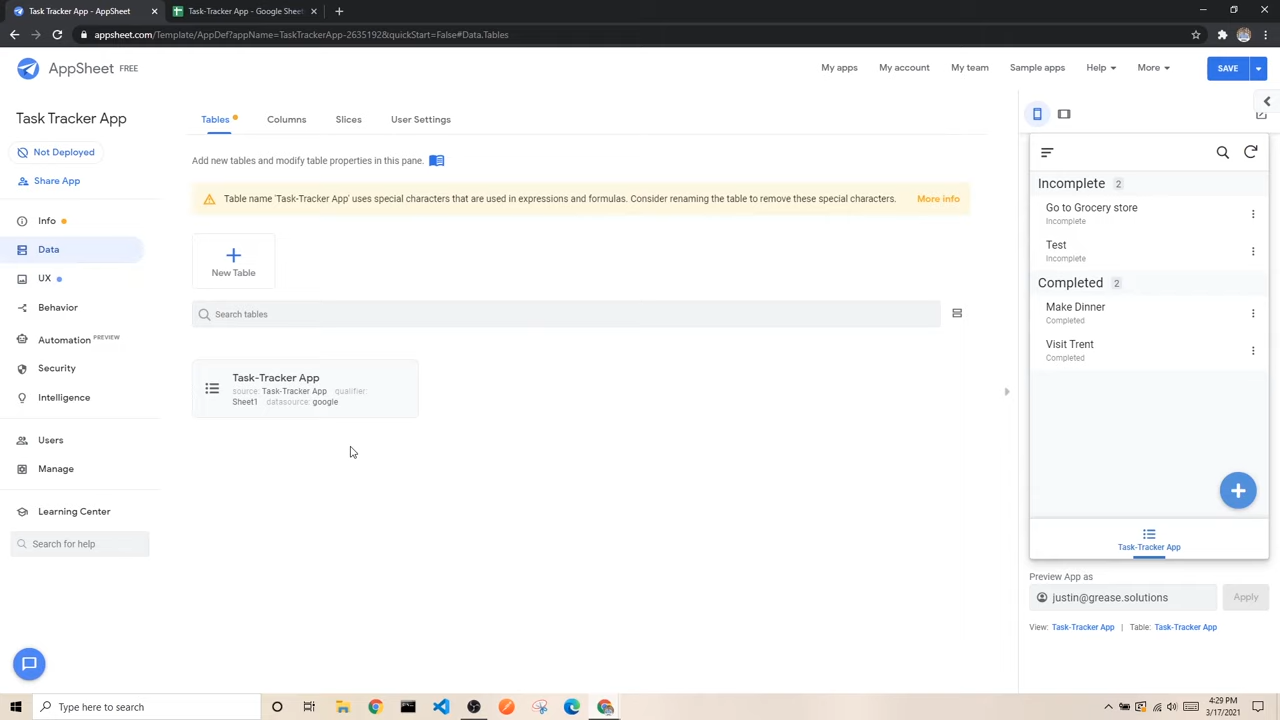 Task Tracker App - AppSheet
Task-Tracker App - Google Sheet
appsheet.com/Template/AppDef?appName=TaskTrackerApp-2635192&quickStart=False#Data.Tables
AppSheet FREE
My apps My account My team Sample apps Help More SAVE
Task Tracker App
Not Deployed
Share App
Info
Data
UX
Behavior
Automation PREVIEW
Security
Intelligence
Users
Manage
Learning Center
Search for help
Tables Columns Slices User Settings
Add new tables and modify table properties in this pane.
Table name 'Task-Tracker App' uses special characters that are used in expressions and formulas. Consider renaming the table to remove these special characters. More info
New Table
Search tables
Task-Tracker App
source: Task-Tracker App qualifier:
Sheet1 datasource: google
Incomplete 2
Go to Grocery store
Incomplete
Test
Incomplete
Completed 2
Make Dinner
Completed
Visit Trent
Completed
Task-Tracker App
Preview App as
justin@grease.solutions Apply
View: Task-Tracker App | Table: Task-Tracker App
Type here to search
4:29 PM
3/17/2021